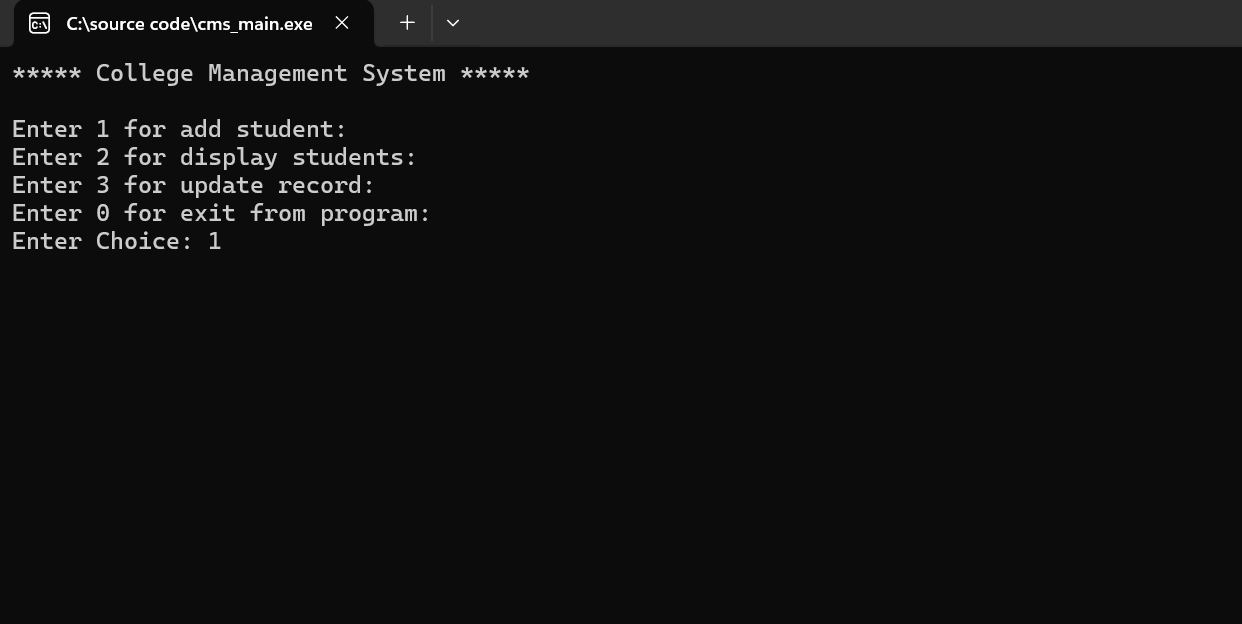 C:\source code\cms_main.exe
***** College Management System *****
Enter 1 for add student:
Enter 2 for display students:
Enter 3 for update record:
Enter 0 for exit from program:
Enter Choice: 1